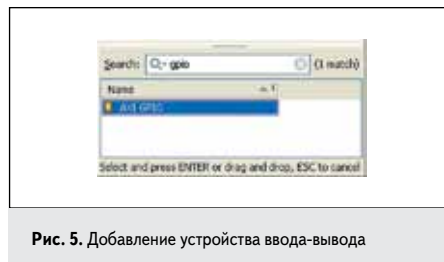 Search: gpio (1 match)
Name
AXI GPIO
Select and press ENTER or drag and drop, ESC to cancel
Рис. 5. Добавление устройства ввода-вывода